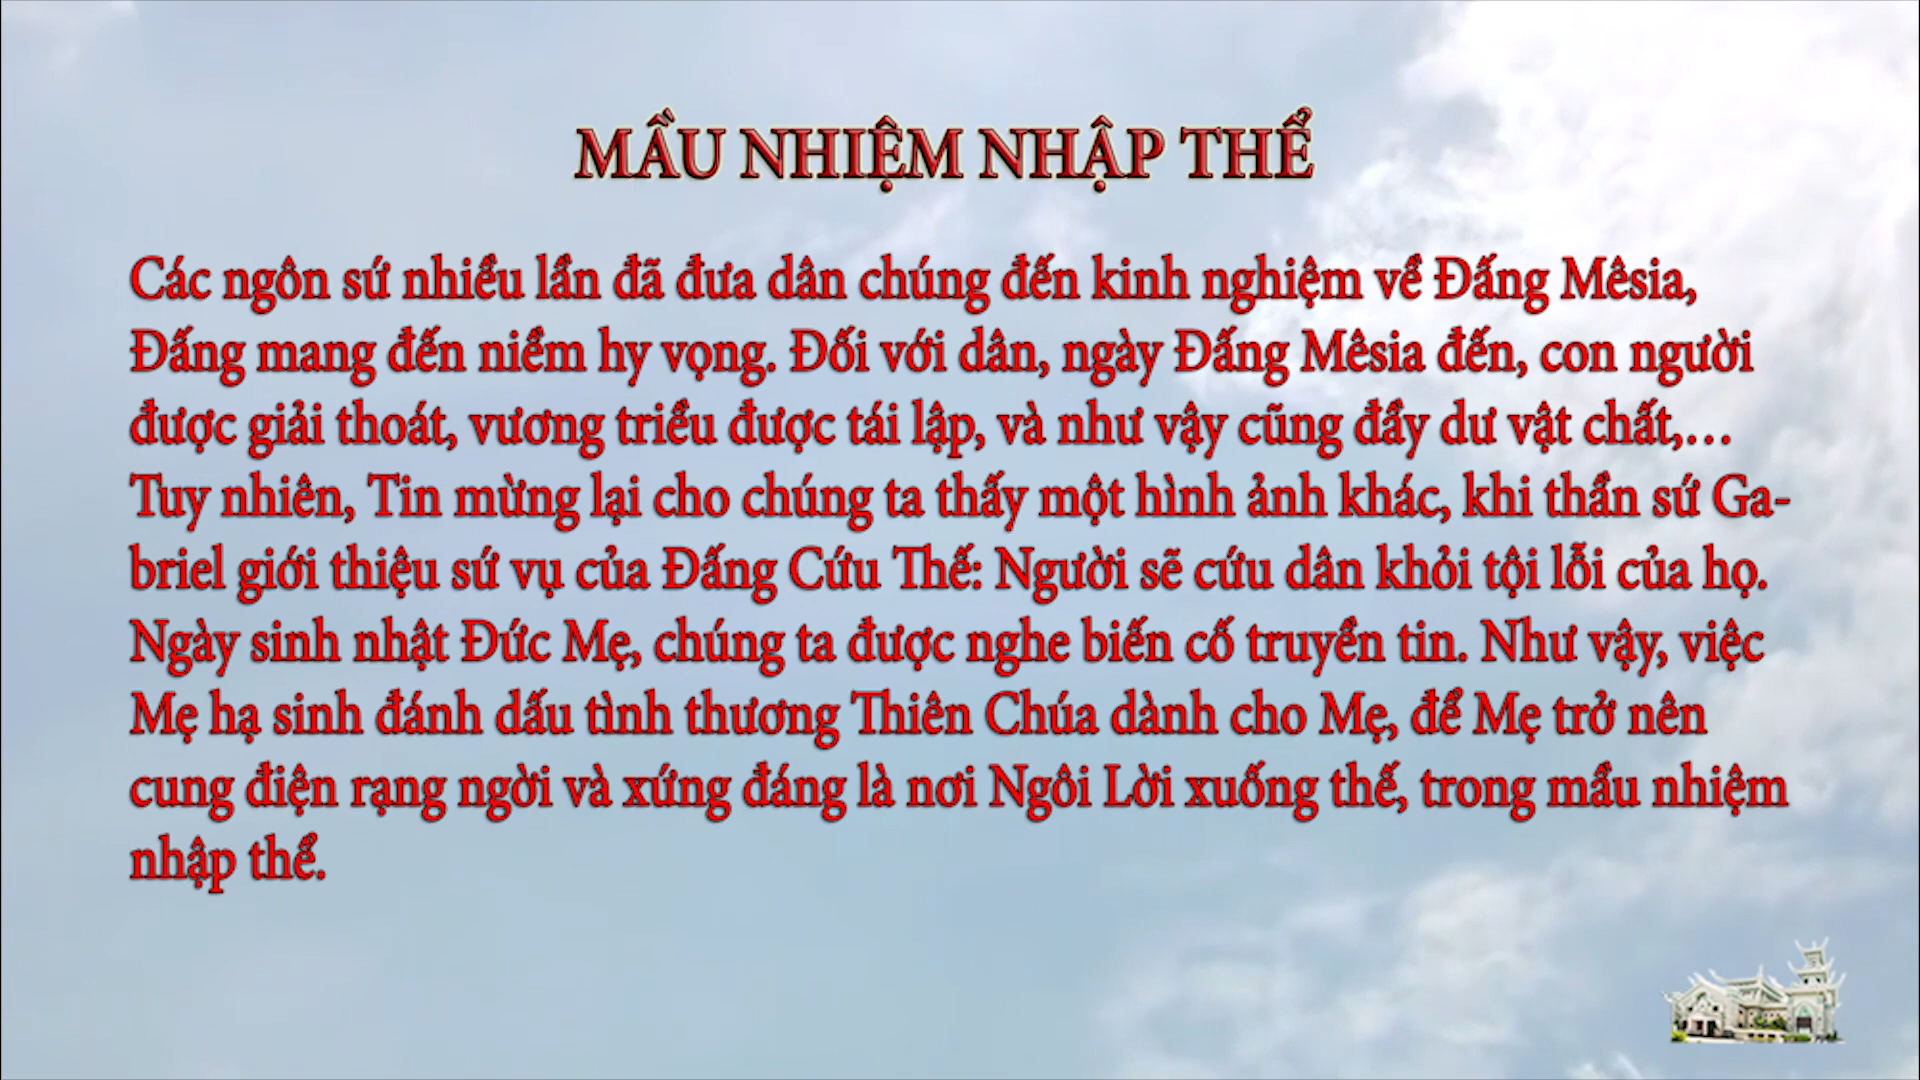 MẦU NHIỆM NHẬP THỂ
Các ngôn sứ nhiều lần đã đưa dân chúng đến kinh nghiệm về Đấng Mêsia,
Đấng mang đến niềm hy vọng. Đối với dân, ngày Đấng Mêsia đến, con người
được giải thoát, vương triều được tái lập, và như vậy cũng đầy dư vật chất,...
Tuy nhiên, Tin mừng lại cho chúng ta thấy một hình ảnh khác, khi thần sứ Ga-
briel giới thiệu sứ vụ của Đấng Cứu Thế: Người sẽ cứu dân khỏi tội lỗi của họ.
Ngày sinh nhật Đức Mẹ, chúng ta được nghe biến cố truyền tin. Như vậy, việc
Mẹ hạ sinh đánh dấu tình thương Thiên Chúa dành cho Mẹ, để Mẹ trở nên
cung điện rạng ngời và xứng đáng là nơi Ngôi Lời xuống thế, trong mầu nhiệm
nhập thể.